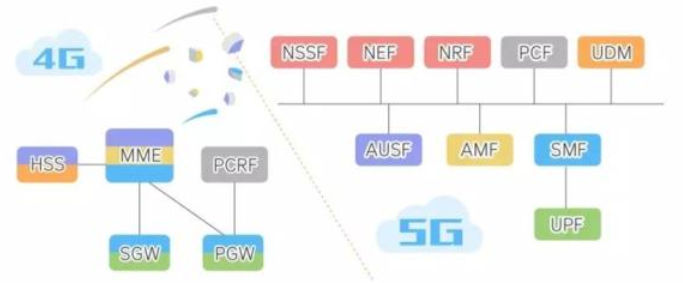 4G
NSSF
NEF
NRF
PCF
UDM
AUSF
AMF
SMF
HSS
MME
PCRF
5G
UPF
SGW
PGW